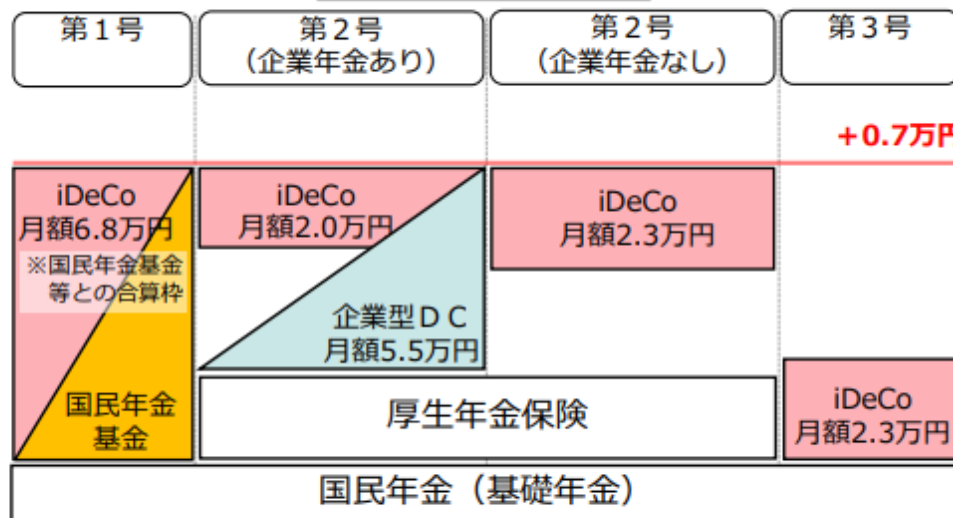 第１号
第２号
（企業年金あり）
第２号
（企業年金なし）
第３号
＋0.7万円
iDeCo
月額6.8万円
※国民年金基金
等との合算枠
国民年金
基金
iDeCo
月額2.0万円
企業型ＤＣ
月額5.5万円
iDeCo
月額2.3万円
厚生年金保険
iDeCo
月額2.3万円
国民年金（基礎年金）